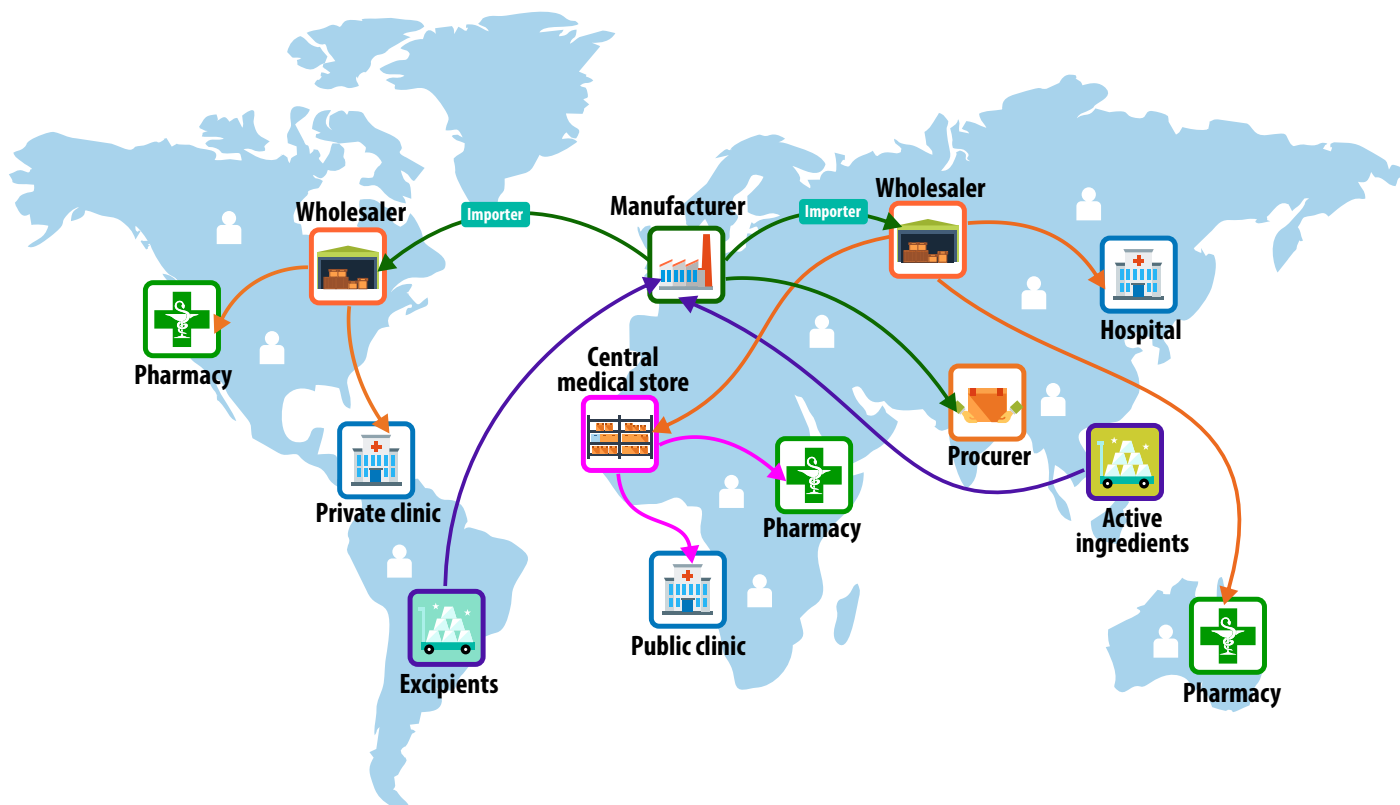 Wholesaler
Importer
Manufacturer
Importer
Wholesaler
Pharmacy
Hospital
Central
medical store
Private clinic
Pharmacy
Procurer
Active
ingredients
Excipients
Public clinic
Pharmacy